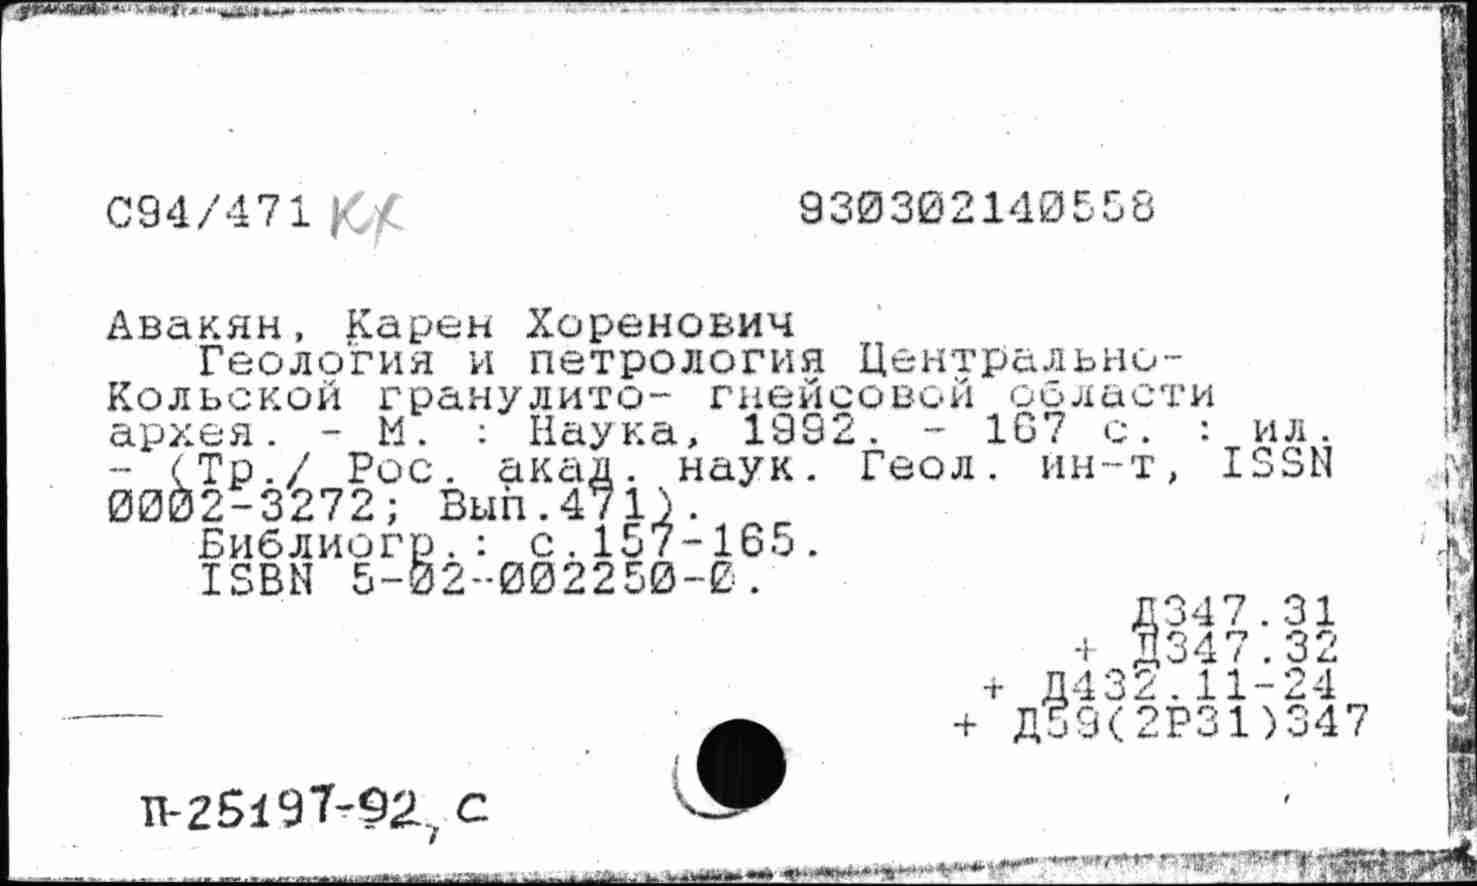 С94/471 КХ 930302140558
Авакян, Карен Хоренович
Геология и петрология Центрально-
Кольской гранулито- гнейсовой области
архея. - М. : Наука, 1992. - 167 с. : ил.
- (Тр./ Рос. акад. наук. Геол. ин-т, ISSN
0002-3272; Вып.471).
Библиогр.: с.157-165.
ISBN 5-02-002250-0.
Д347.31
+ Д347.32
+ Д432.11-24
+ Д59(2Р31)347
П-25197-92, С